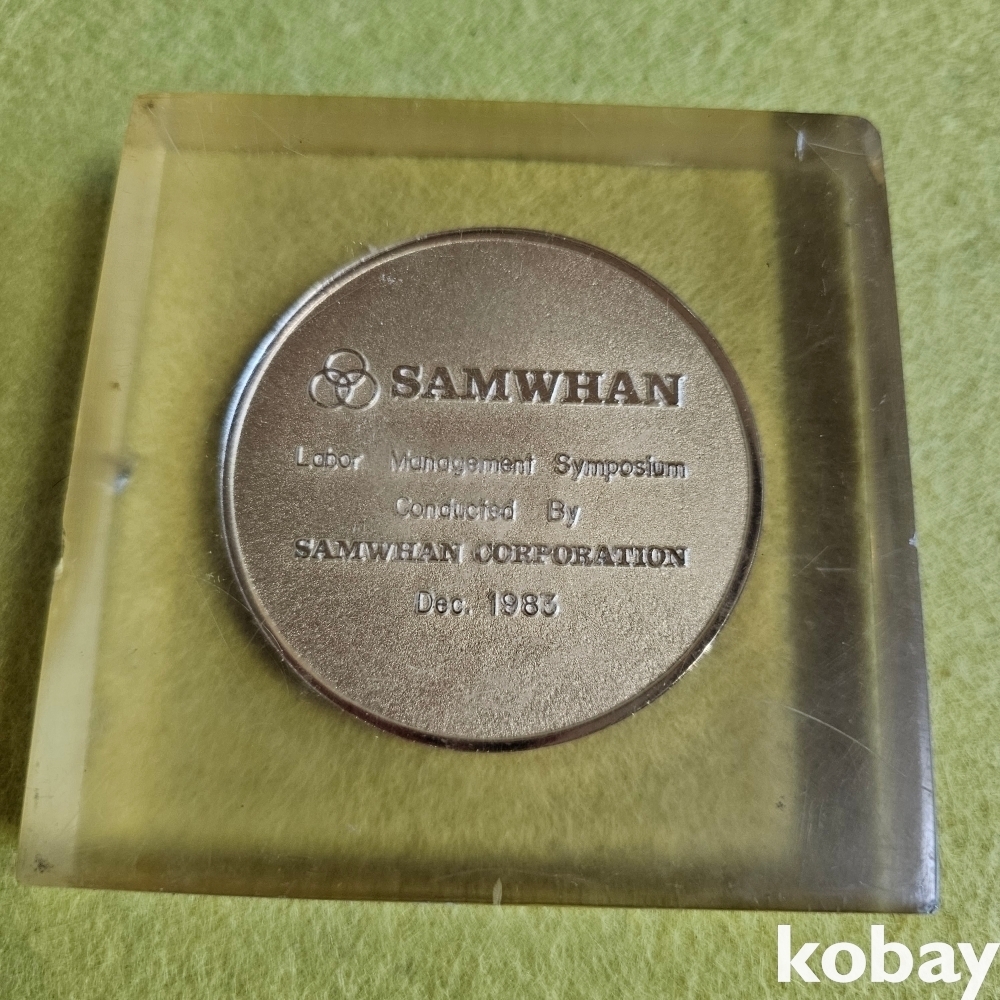 SAMWHAN
Labor Management Symposium
Conducted By
SAMWHAN CORPORATION
Dec. 1983
kobay